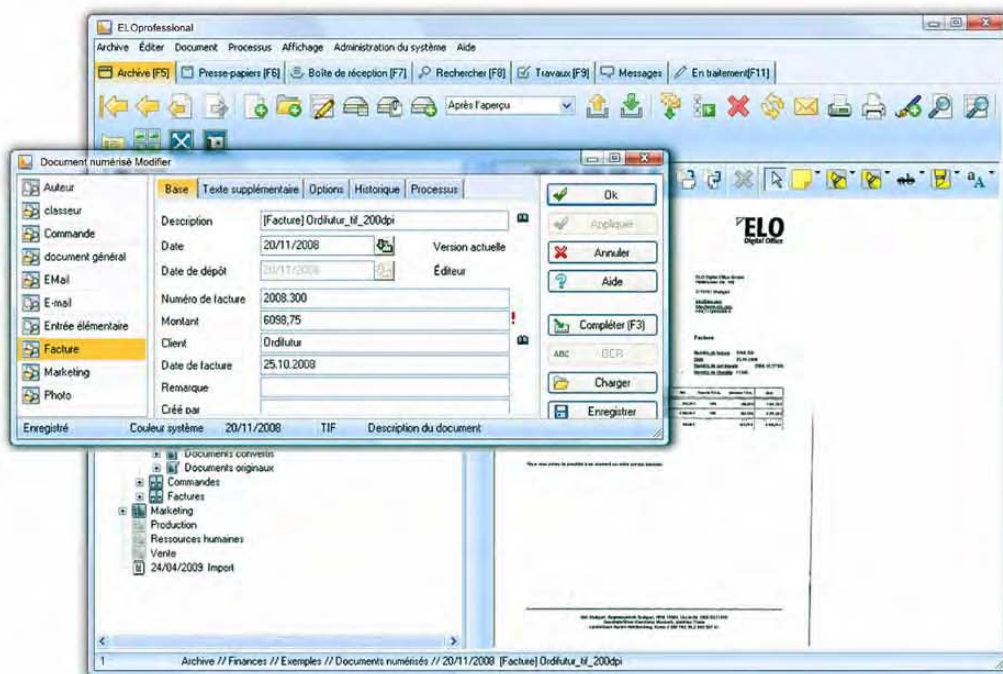 ELOprofessional
Archive Éditer Document Processus Affichage Administration du système Aide
Archive [F5] Presse-papiers [F6] Boîte de réception [F7] Rechercher [F8] Travaux [F9] Messages En traitement[F11]
Après l'aperçu
Document numérisé Modifier
Auteur
classeur
Commande
document général
EMail
E-mail
Entrée élémentaire
Facture
Marketing
Photo
Base Texte supplémentaire Options Historique Processus
Description [Facture] Ordifutur_tif_200dpi
Date 20/11/2008 Version actuelle
Date de dépôt 20/11/2008 Éditeur
Numéro de facture 2008.300
Montant 6098,75 !
Client Ordifutur
Date de facture 25.10.2008
Remarque
Créé par
Ok
Appliquer
Annuler
Aide
Compléter (F3)
ABC OCR
Charger
Enregistrer
Enregistré Couleur système 20/11/2008 TIF Description du document
ELO
Digital Office
Facture
Documents convertis
Documents originaux
Commandes
Factures
Marketing
Production
Ressources humaines
Vente
24/04/2009 Import
1 Archive // Finances // Exemples // Documents numérisés // 20/11/2008 [Facture] Ordifutur_tif_200dpi